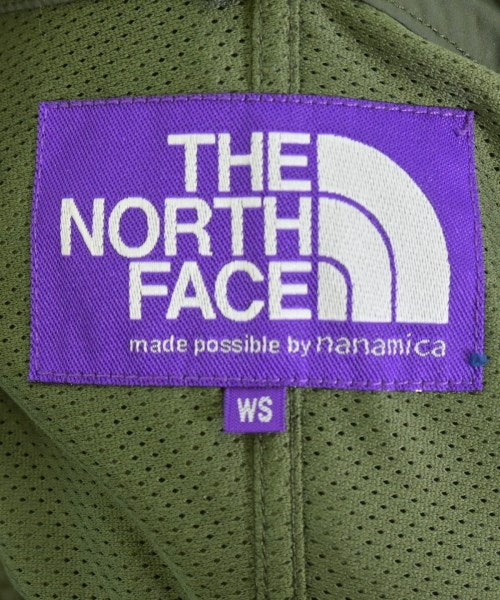 THE
NORTH
FACE
made possible by nanamica
WS